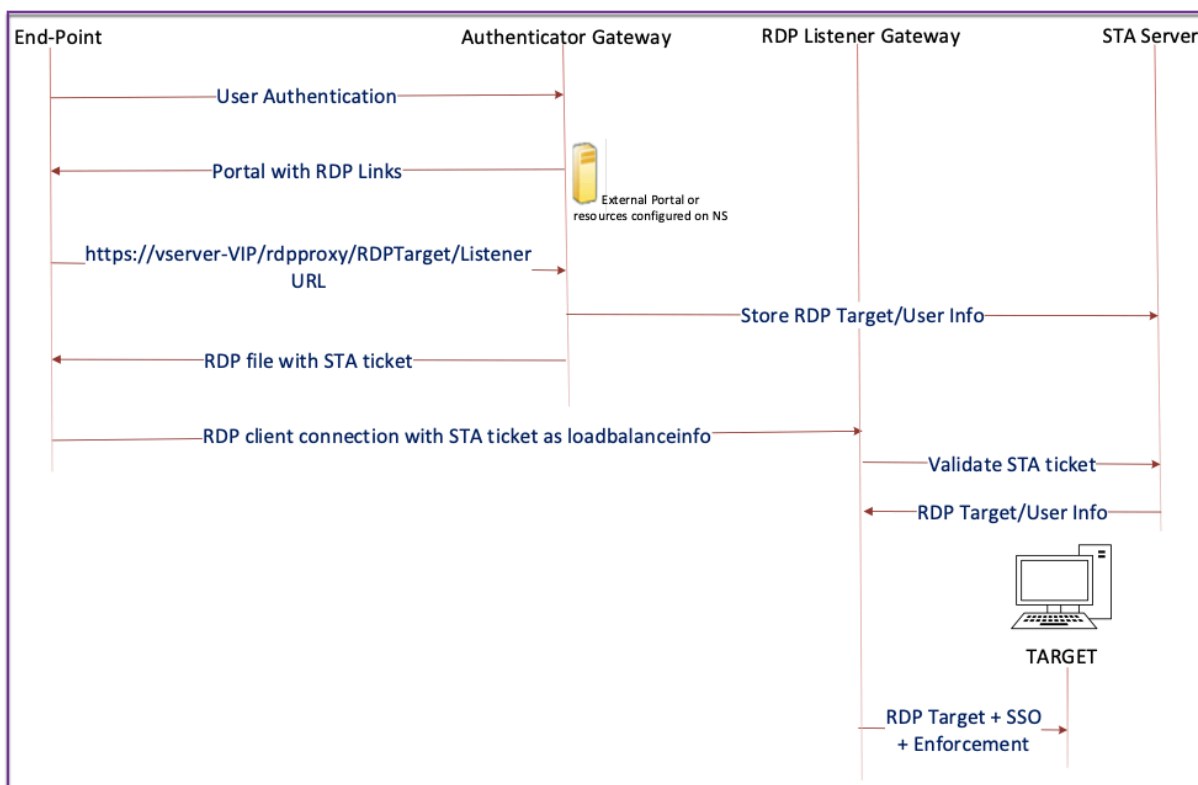 End-Point Authenticator Gateway RDP Listener Gateway STA Server
User Authentication
Portal with RDP Links
External Portal or
resources configured on NS
https://vserver-VIP/rdpproxy/RDPTarget/Listener
URL
Store RDP Target/User Info
RDP file with STA ticket
RDP client connection with STA ticket as loadbalanceinfo
Validate STA ticket
RDP Target/User Info
TARGET
RDP Target + SSO
+ Enforcement